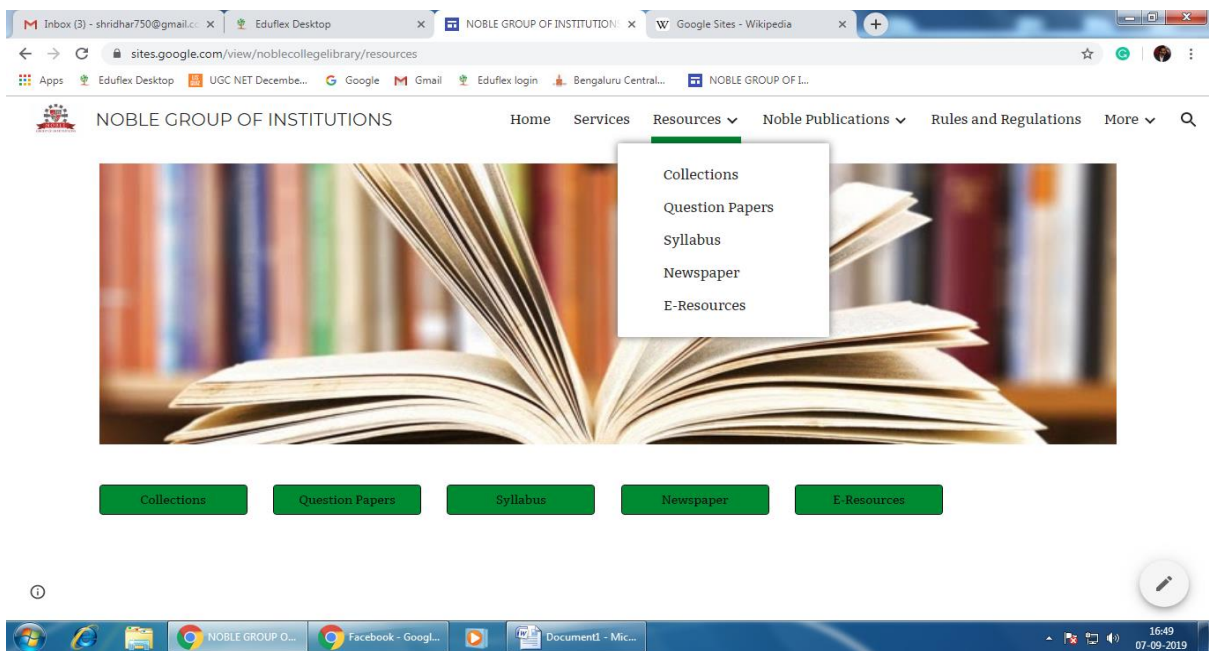 Inbox (3) - shridhar750@gmail.cc
Eduflex Desktop
NOBLE GROUP OF INSTITUTIONS
Google Sites - Wikipedia
sites.google.com/view/noblecollegelibrary/resources
Apps
Eduflex Desktop
UGC NET Decembe...
Google
Gmail
Eduflex login
Bengaluru Central...
NOBLE GROUP OF I...
NOBLE GROUP OF INSTITUTIONS
Home
Services
Resources
Noble Publications
Rules and Regulations
More
Collections
Question Papers
Syllabus
Newspaper
E-Resources
Collections
Question Papers
Syllabus
Newspaper
E-Resources
NOBLE GROUP O...
Facebook - Googl...
Document1 - Mic...
16:49
07-09-2019